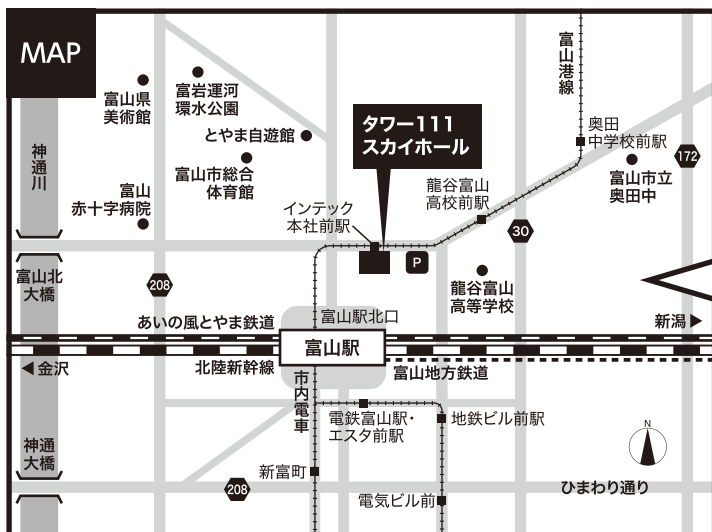 MAP
富山県
美術館
富岩運河
環水公園
とやま自遊館
富山市総合
体育館
富山
赤十字病院
神通川
タワー111
スカイホール
富山港線
奥田
中学校前駅
172
富山市立
奥田中
龍谷富山
高校前駅
インテック
本社前駅
30
P
龍谷富山
高等学校
富山北
大橋
208
あいの風とやま鉄道
富山駅北口
新潟
富山駅
金沢
北陸新幹線
富山地方鉄道
市内電車
電鉄富山駅・
エスタ前駅
地鉄ビル前駅
神通
大橋
新富町
208
電気ビル前
N
ひまわり通り